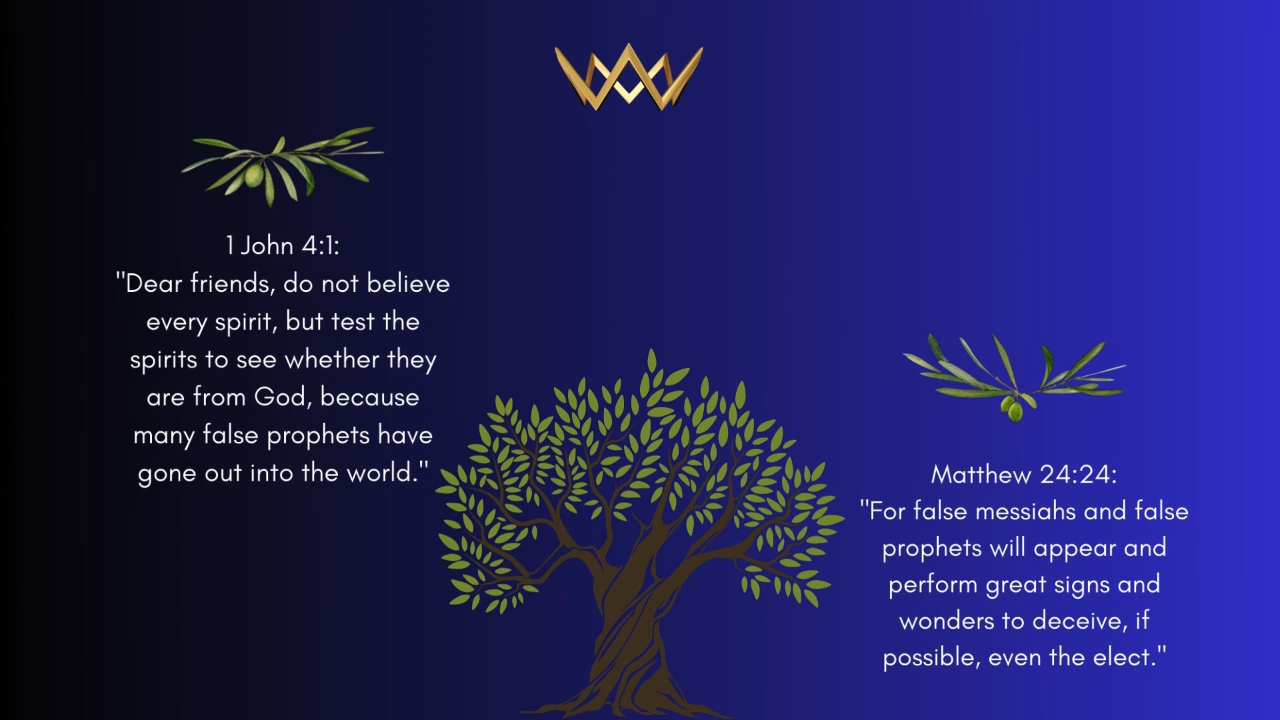 1 John 4:1:
"Dear friends, do not believe
every spirit, but test the
spirits to see whether they
are from God, because
many false prophets have
gone out into the world."
Matthew 24:24:
"For false messiahs and false
prophets will appear and
perform great signs and
wonders to deceive, if
possible, even the elect."